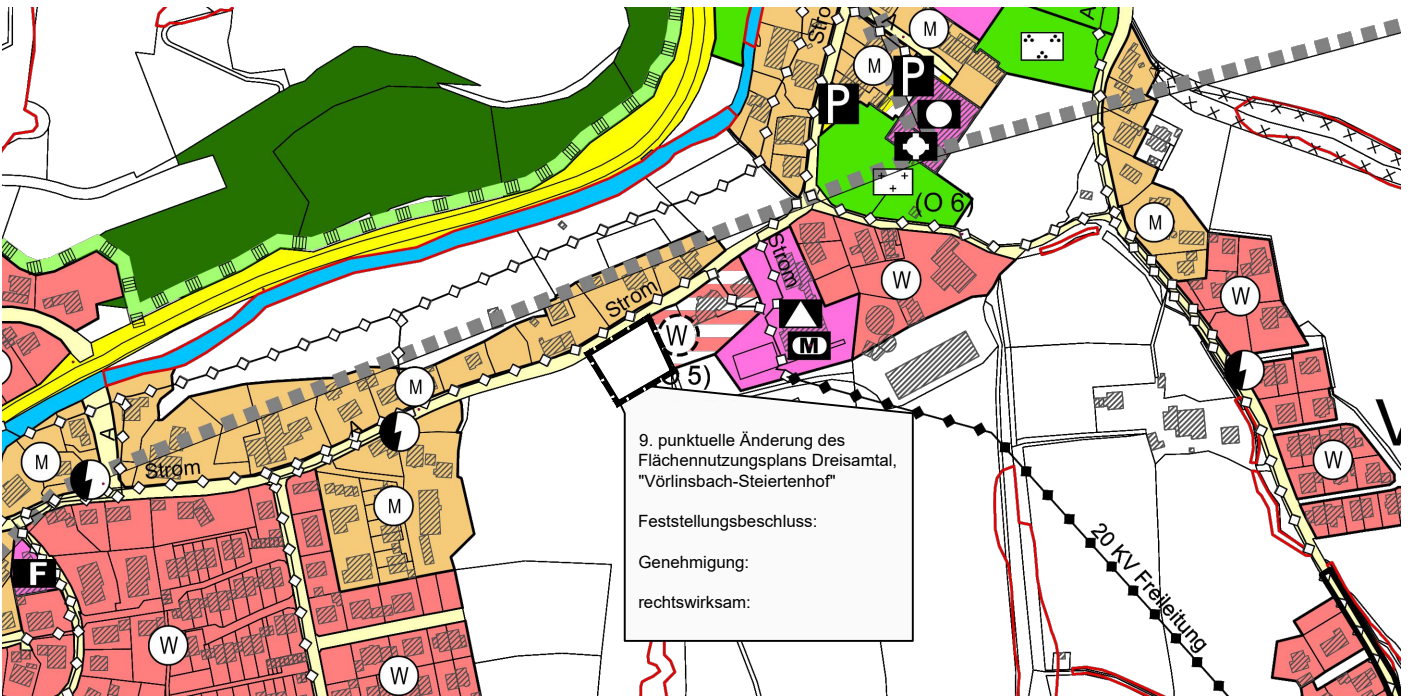 Stro
A
M
M
P
P
(O 6)
Strom
M
W
W
Strom
W
5)
M
M
A
M
Strom
M
W
V
9. punktuelle Änderung des
Flächennutzungsplans Dreisamtal,
"Vörlinsbach-Steiertenhof"
Feststellungsbeschluss:
Genehmigung:
rechtswirksam:
20 KV Freileitung
F
W
W